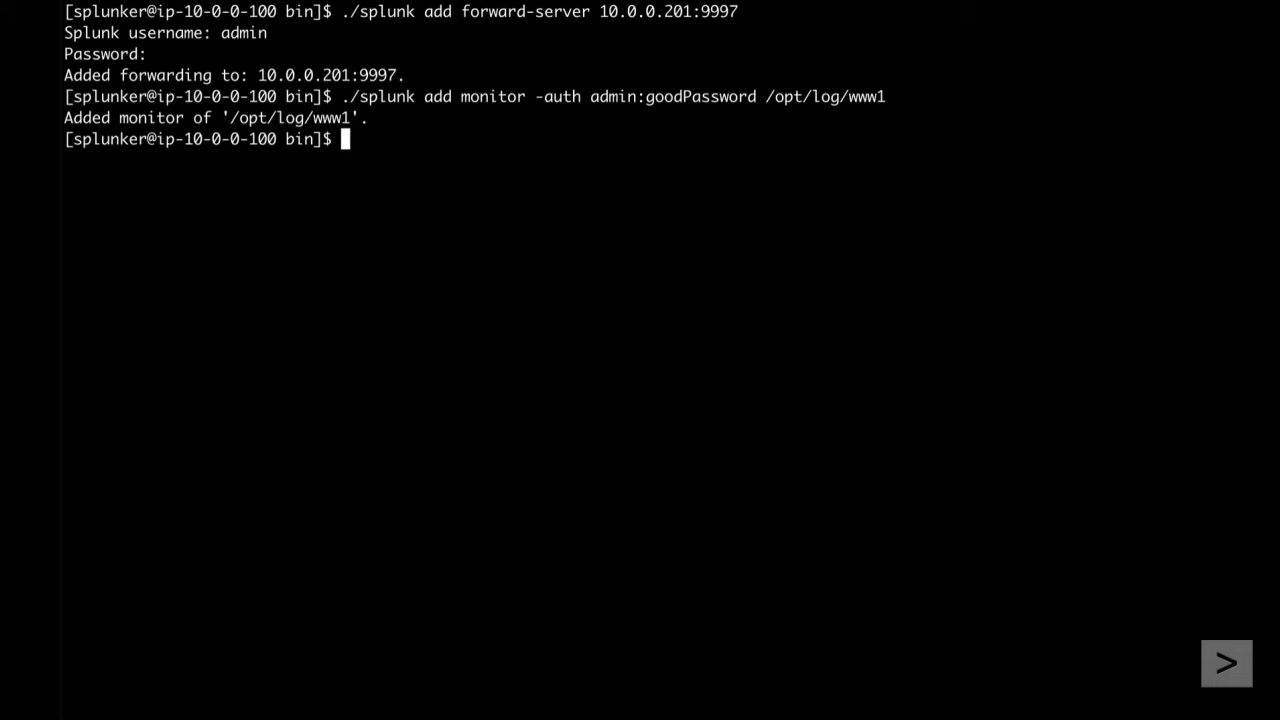 [splunker@ip-10-0-0-100 bin]$ ./splunk add forward-server 10.0.0.201:9997
Splunk username: admin
Password:
Added forwarding to: 10.0.0.201:9997.
[splunker@ip-10-0-0-100 bin]$ ./splunk add monitor -auth admin:goodPassword /opt/log/www1
Added monitor of '/opt/log/www1'.
[splunker@ip-10-0-0-100 bin]$
>